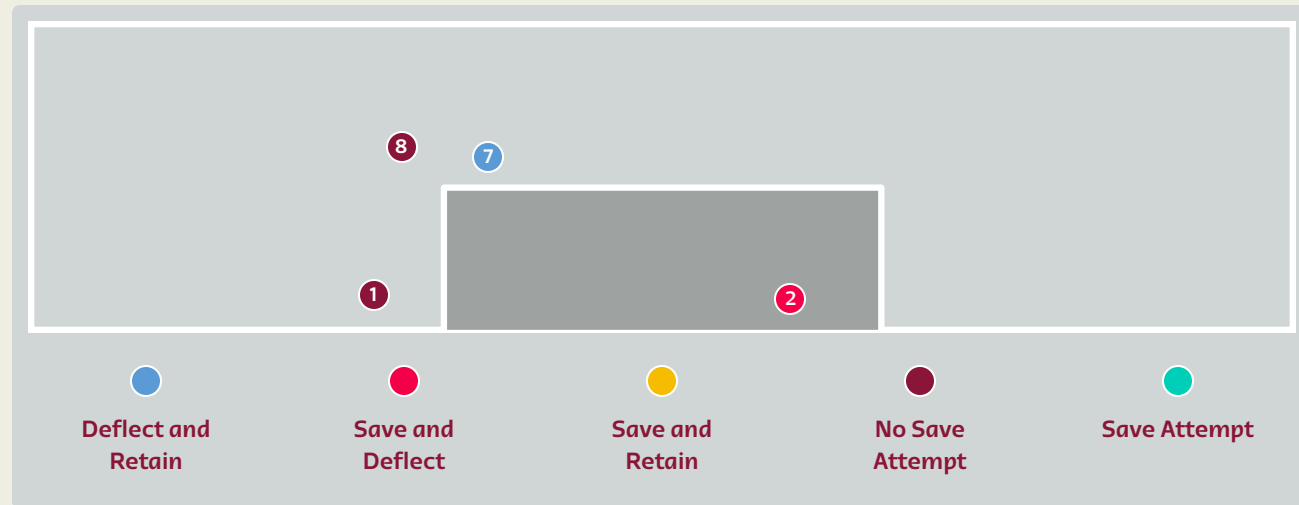 8
7
1
2
Deflect and
Retain
Save and
Deflect
Save and
Retain
No Save
Attempt
Save Attempt